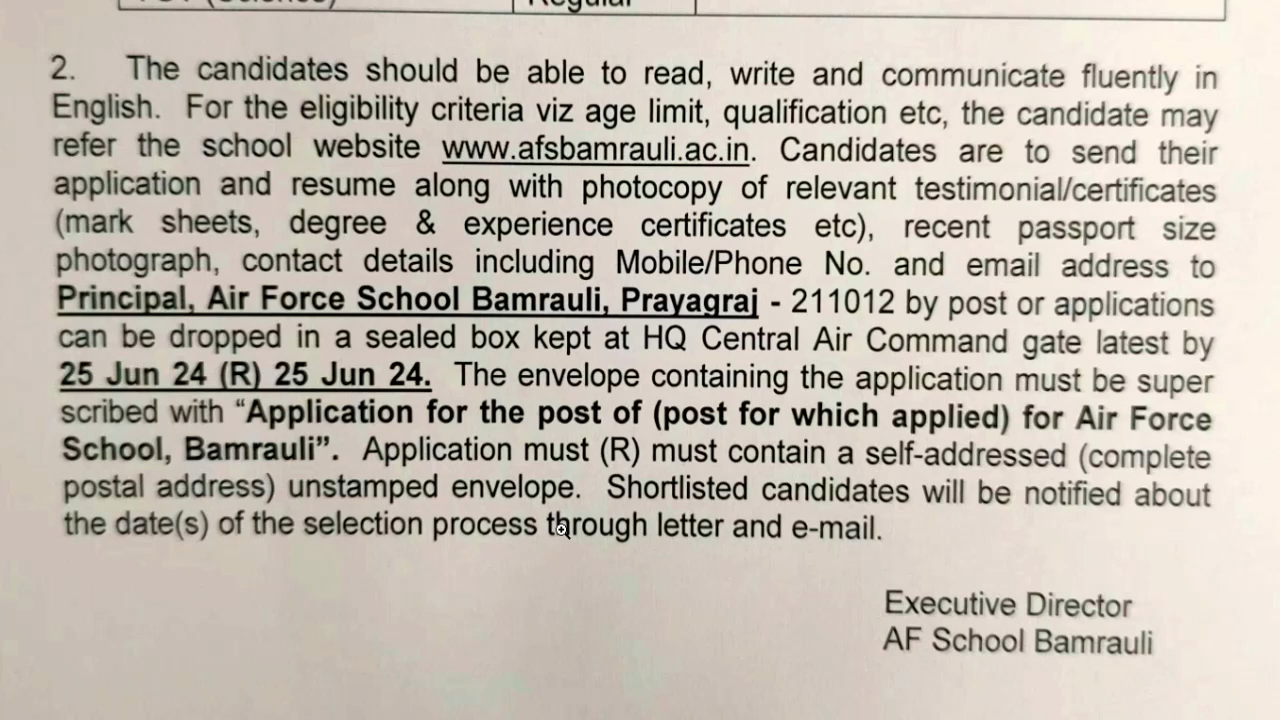 Regular
2. The candidates should be able to read, write and communicate fluently in
English. For the eligibility criteria viz age limit, qualification etc, the candidate may
refer the school website www.afsbamrauli.ac.in. Candidates are to send their
application and resume along with photocopy of relevant testimonial/certificates
(mark sheets, degree & experience certificates etc), recent passport size
photograph, contact details including Mobile/Phone No. and email address to
Principal, Air Force School Bamrauli, Prayagraj - 211012 by post or applications
can be dropped in a sealed box kept at HQ Central Air Command gate latest by
25 Jun 24 (R) 25 Jun 24. The envelope containing the application must be super
scribed with “Application for the post of (post for which applied) for Air Force
School, Bamrauli”. Application must (R) must contain a self-addressed (complete
postal address) unstamped envelope. Shortlisted candidates will be notified about
the date(s) of the selection process through letter and e-mail.
Executive Director
AF School Bamrauli